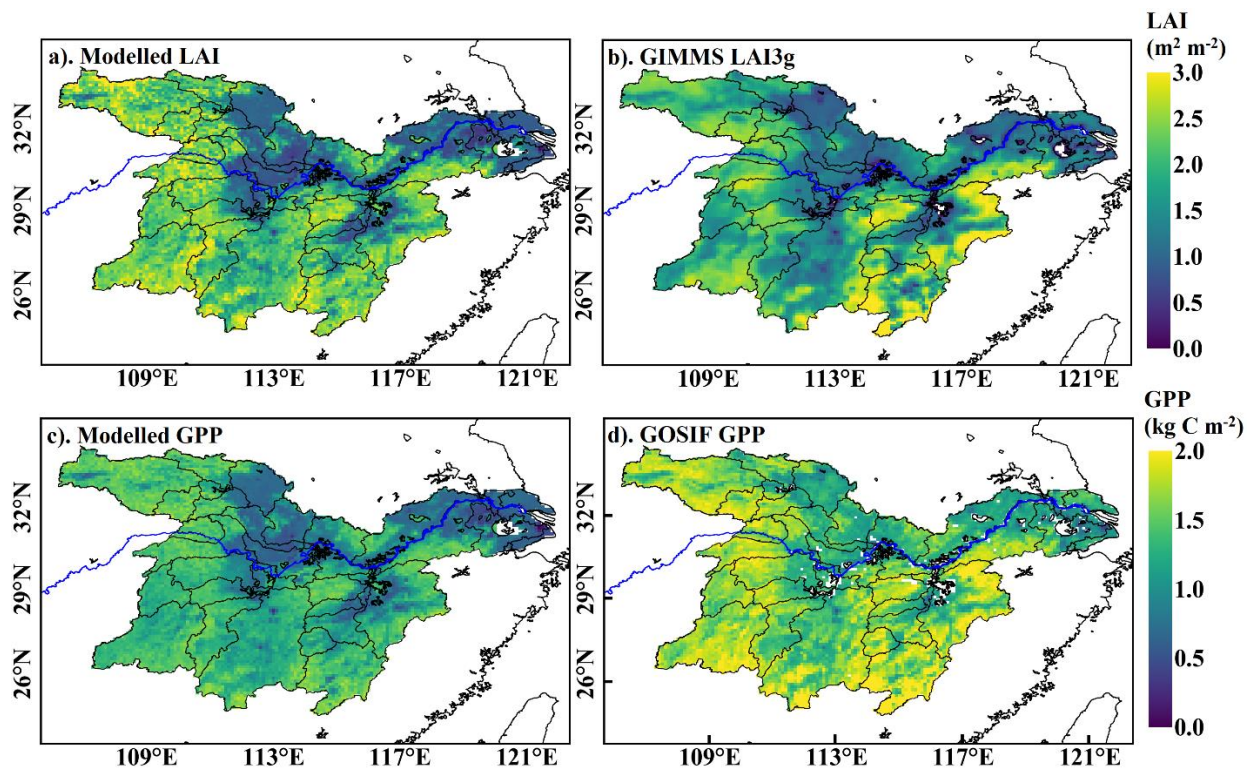 a). Modelled LAI
b). GIMMS LAI3g
LAI
(m² m⁻²)
3.0
2.5
2.0
1.5
1.0
0.5
0.0
32°N
29°N
26°N
32°N
29°N
26°N
109°E
113°E
117°E
121°E
109°E
113°E
117°E
121°E
c). Modelled GPP
d). GOSIF GPP
GPP
(kg C m⁻²)
2.0
1.5
1.0
0.5
0.0
32°N
29°N
26°N
32°N
29°N
26°N
109°E
113°E
117°E
121°E
109°E
113°E
117°E
121°E